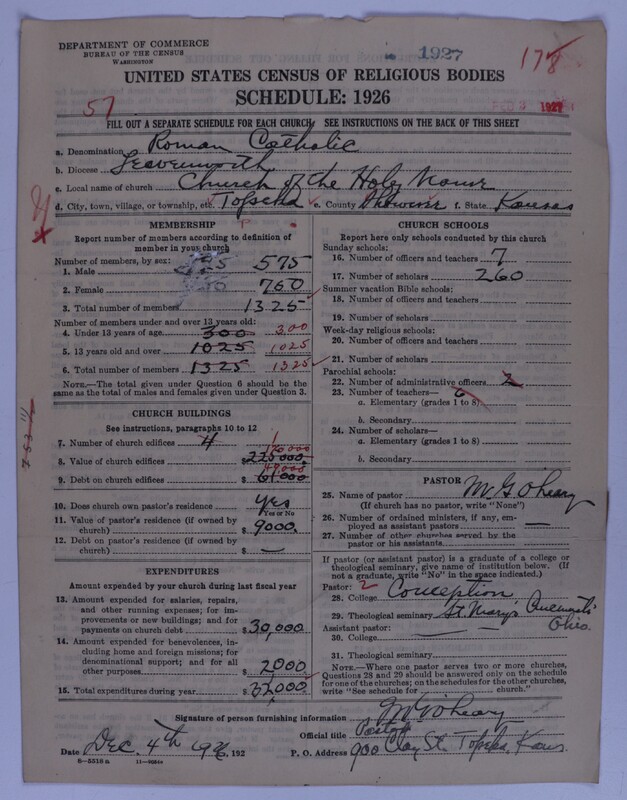 DEPARTMENT OF COMMERCE
BUREAU OF THE CENSUS
WASHINGTON
1927
178
UNITED STATES CENSUS OF RELIGIOUS BODIES
SCHEDULE: 1926
57
FEB 3 1927
FILL OUT A SEPARATE SCHEDULE FOR EACH CHURCH. SEE INSTRUCTIONS ON THE BACK OF THIS SHEET
a. Denomination Roman Catholic
b. Diocese Leavenworth
c. Local name of church Church of the Holy Name
d. City, town, village, or township, etc. Topeka e. County Shawnee f. State Kansas
MEMBERSHIP
Report number of members according to definition of
member in your church
Number of members, by sex:
1. Male 575
2. Female 750
3. Total number of members 1325
Number of members under and over 13 years old:
4. Under 13 years of age 300 300
5. 13 years old and over 1025 1025
6. Total number of members 1325 1325
NOTE.—The total given under Question 6 should be the
same as the total of males and females given under Question 3.
CHURCH BUILDINGS
See instructions, paragraphs 10 to 12
7. Number of church edifices 4 1
8. Value of church edifices $ 225000
9. Debt on church edifices $ 61,000
10. Does church own pastor's residence yes
Yes or No
11. Value of pastor's residence (if owned by
church) $ 9000.
12. Debt on pastor's residence (if owned by
church) $ —
EXPENDITURES
Amount expended by your church during last fiscal year
13. Amount expended for salaries, repairs,
and other running expenses; for im-
provements or new buildings; and for
payments on church debt $ 30,000
14. Amount expended for benevolences, in-
cluding home and foreign missions; for
denominational support; and for all
other purposes $ 2000
15. Total expenditures during year $ 32,000
CHURCH SCHOOLS
Report here only schools conducted by this church
Sunday schools:
16. Number of officers and teachers 7
17. Number of scholars 260
Summer vacation Bible schools:
18. Number of officers and teachers
19. Number of scholars
Week-day religious schools:
20. Number of officers and teachers
21. Number of scholars
Parochial schools:
22. Number of administrative officers 2
23. Number of teachers— 6
a. Elementary (grades 1 to 8)
b. Secondary
24. Number of scholars—
a. Elementary (grades 1 to 8)
b. Secondary
PASTOR
25. Name of pastor M. G. O'Leary
(If church has no pastor, write "None")
26. Number of ordained ministers, if any, em-
ployed as assistant pastors —
27. Number of other churches served by the
pastor or his assistants
If pastor (or assistant pastor) is a graduate of a college or
theological seminary, give name of institution below. (If
not a graduate, write "No" in the space indicated.)
Pastor: 2
28. College Conception
29. Theological seminary St. Mary's
Ohio
Assistant pastor:
30. College
31. Theological seminary
NOTE.—Where one pastor serves two or more churches,
Questions 28 and 29 should be answered only on the schedule
for one of the churches; on the schedules for the other churches,
write "See schedule for church."
Signature of person furnishing information M G O'Leary
Official title Pastor
Date Dec. 4th 1926, 192 P. O. Address 900 Clay St. Topeka, Kans.
8—5518a 11—